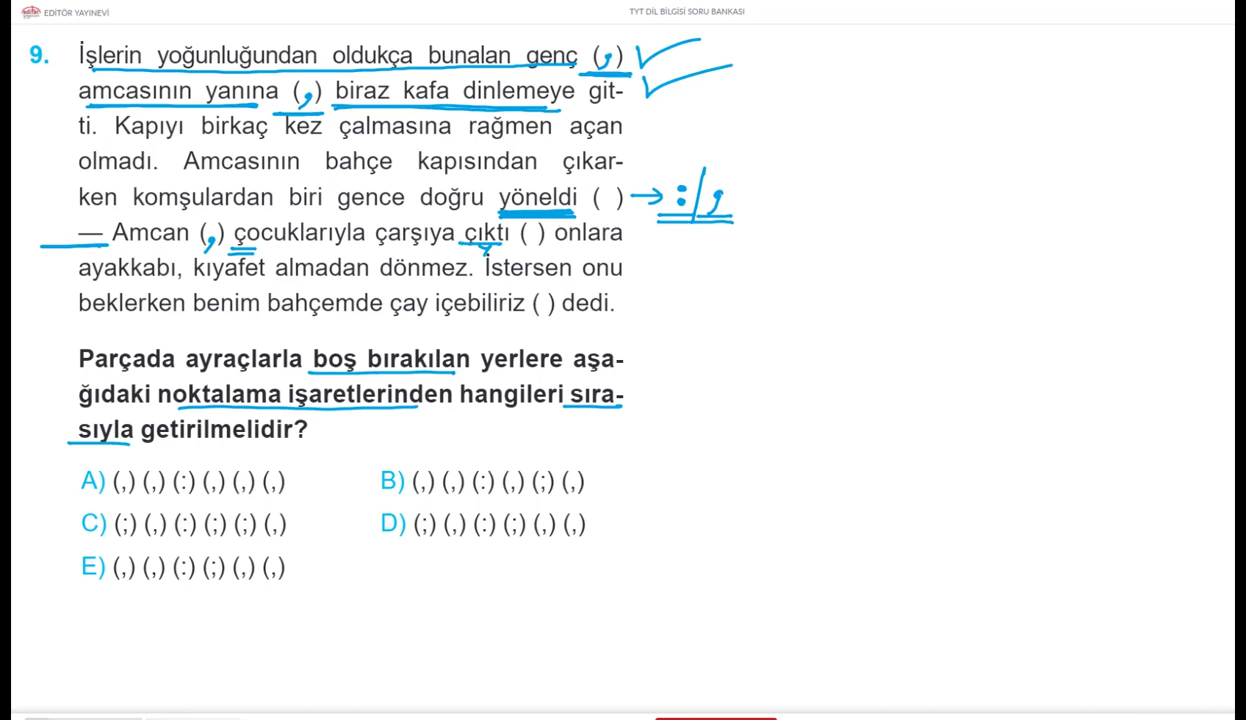 EDİTÖR YAYINEVİ
TYT DİL BİLGİSİ SORU BANKASI
9. İşlerin yoğunluğundan oldukça bunalan genç (,)
amcasının yanına (,) biraz kafa dinlemeye git-
ti. Kapıyı birkaç kez çalmasına rağmen açan
olmadı. Amcasının bahçe kapısından çıkar-
ken komşulardan biri gence doğru yöneldi ( ) → :/,
— Amcan (,) çocuklarıyla çarşıya çıktı ( ) onlara
ayakkabı, kıyafet almadan dönmez. İstersen onu
beklerken benim bahçemde çay içebiliriz ( ) dedi.
Parçada ayraçlarla boş bırakılan yerlere aşa-
ğıdaki noktalama işaretlerinden hangileri sıra-
sıyla getirilmelidir?
A) (,) (,) (:) (,) (,) (,) B) (,) (,) (:) (,) (;) (,)
C) (;) (,) (:) (;) (;) (,) D) (;) (,) (:) (;) (,) (,)
E) (,) (,) (:) (;) (,) (,)